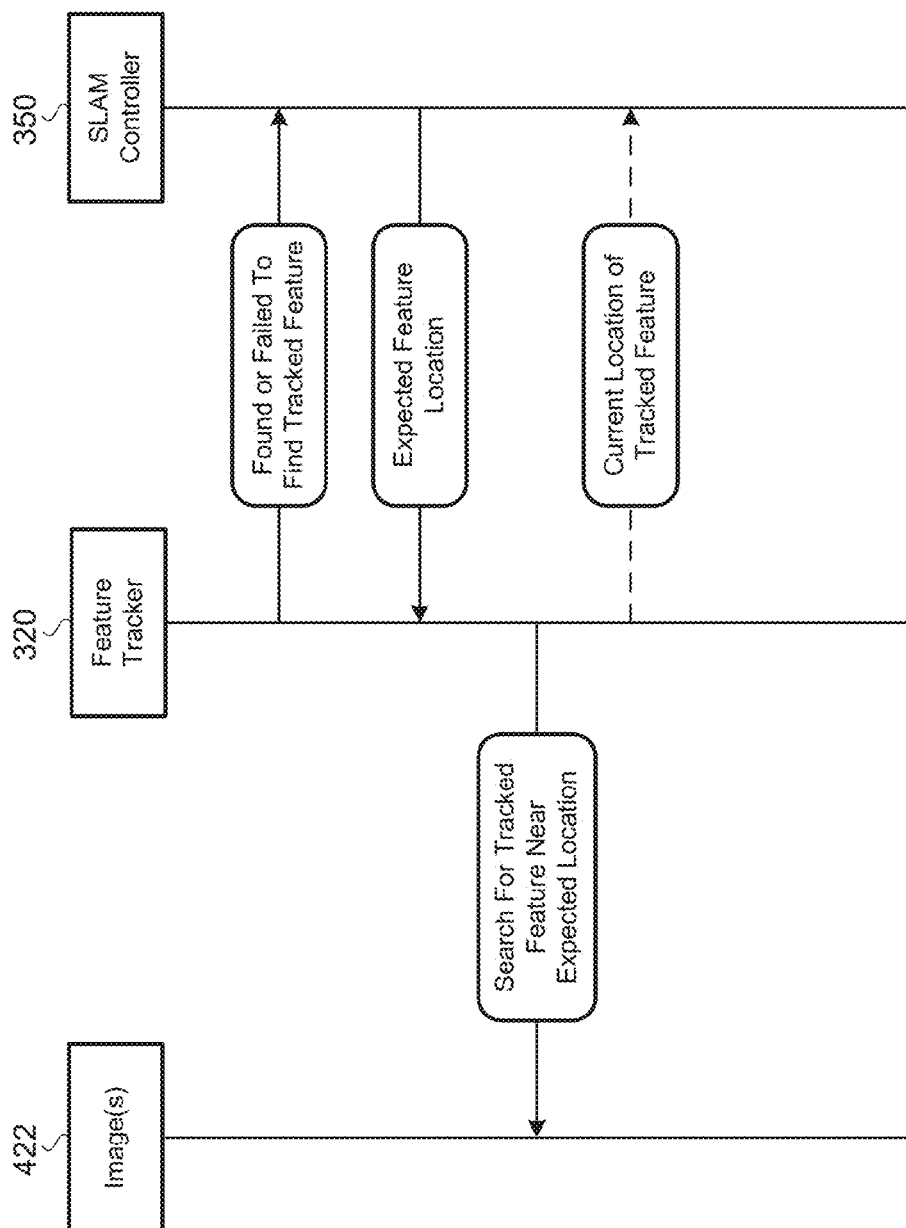 422
Image(s)
320
Feature
Tracker
350
SLAM
Controller
Found or Failed To
Find Tracked Feature
Expected Feature
Location
Search For Tracked
Feature Near
Expected Location
Current Location of
Tracked Feature